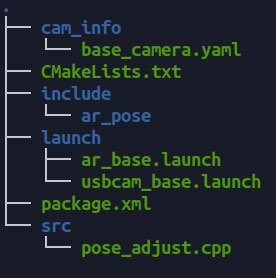 .
├── cam_info
│   └── base_camera.yaml
├── CMakeLists.txt
├── include
│   └── ar_pose
├── launch
│   ├── ar_base.launch
│   └── usbcam_base.launch
├── package.xml
└── src
    └── pose_adjust.cpp